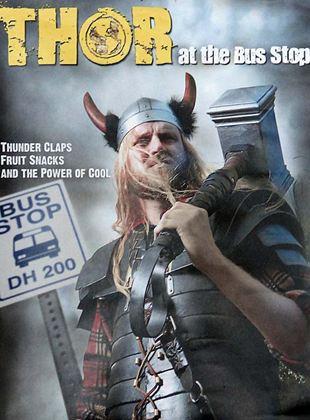 THOR
at the Bus Stop
THUNDER CLAPS
FRUIT SNACKS
AND THE POWER OF COOL
BUS
STOP
DH 200